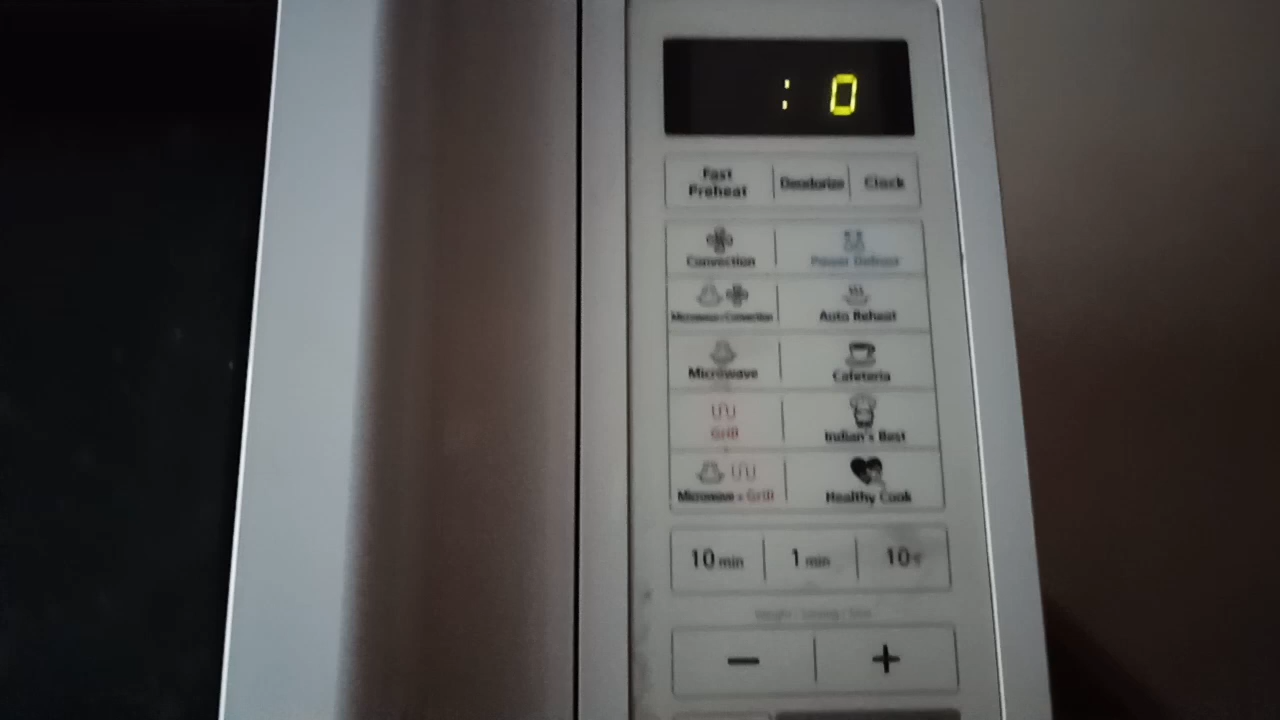 : 0
Fast Preheat
Deodorize
Clock
Convection
Power Defrost
Microwave+Convection
Auto Reheat
Microwave
Cafeteria
Grill
Indian's Best
Microwave + Grill
Healthy Cook
10 min
1 min
10 s
− +